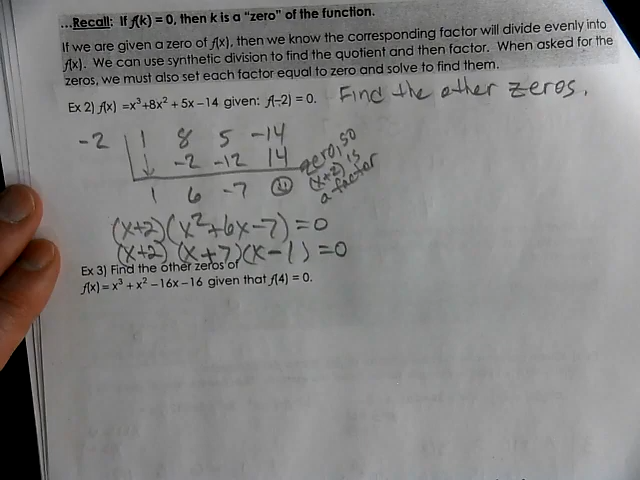 ...Recall: If f(k) = 0, then k is a "zero" of the function.
If we are given a zero of f(x), then we know the corresponding factor will divide evenly into
f(x). We can use synthetic division to find the quotient and then factor. When asked for the
zeros, we must also set each factor equal to zero and solve to find them.
Ex 2) f(x) =x³+8x² + 5x –14 given: f(–2) = 0. Find the other zeros.
-2 1 8 5 -14
↓ -2 -12 14
1 6 -7 0
zero, so
(x+2) is
a factor
(x+2)(x²+6x-7)=0
(x+2)(x+7)(x-1)=0
Ex 3) Find the other zeros of
f(x) = x³ + x² –16x –16 given that f(4) = 0.